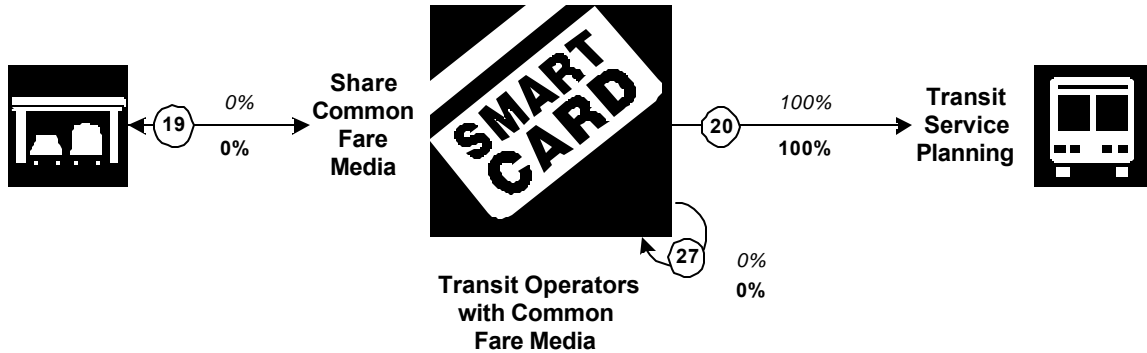 19
0%
0%
Share
Common
Fare
Media
SMART
CARD
20
100%
100%
Transit
Service
Planning
27
0%
0%
Transit Operators
with Common
Fare Media